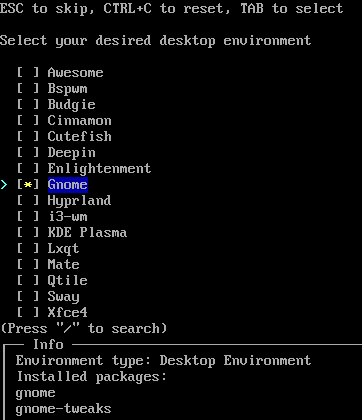 ESC to skip, CTRL+C to reset, TAB to select
Select your desired desktop environment
[ ] Awesome
[ ] Bspwm
[ ] Budgie
[ ] Cinnamon
[ ] Cutefish
[ ] Deepin
[ ] Enlightenment
> [*] Gnome
[ ] Hyprland
[ ] i3-wm
[ ] KDE Plasma
[ ] Lxqt
[ ] Mate
[ ] Qtile
[ ] Sway
[ ] Xfce4
(Press "/" to search)
Info
Environment type: Desktop Environment
Installed packages:
gnome
gnome-tweaks